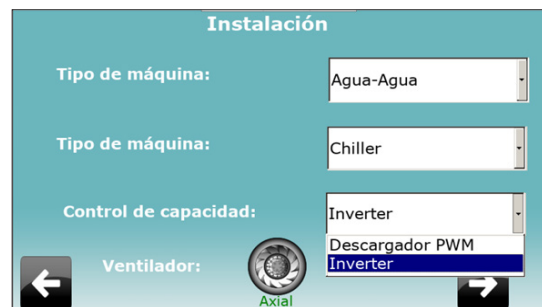 Instalación
Tipo de máquina: Agua-Agua
Tipo de máquina: Chiller
Control de capacidad: Inverter
Descargador PWM
Inverter
Ventilador:
Axial